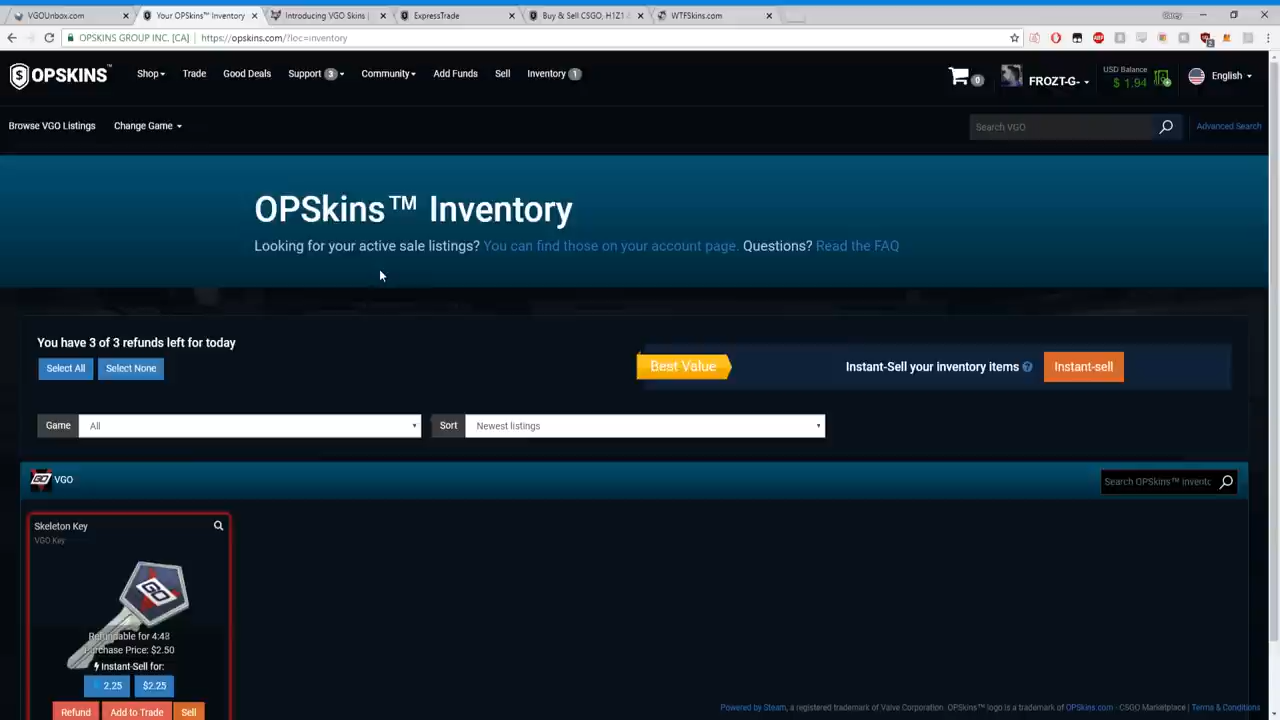 VGOUnbox.com
Your OPSkins™ Inventory
Introducing VGO Skins |
ExpressTrade
Buy & Sell CSGO, H1Z1 &
WTFSkins.com
OPSKINS GROUP INC. [CA] | https://opskins.com/?loc=inventory
OPSKINS™
Shop
Trade
Good Deals
Support 3
Community
Add Funds
Sell
Inventory 1
0
FROZT-G-
USD Balance
$ 1.94
English
Browse VGO Listings
Change Game
Search VGO
Advanced Search
OPSkins™ Inventory
Looking for your active sale listings? You can find those on your account page. Questions? Read the FAQ
You have 3 of 3 refunds left for today
Select All
Select None
Best Value
Instant-Sell your inventory items
Instant-sell
Game
All
Sort
Newest listings
GO VGO
Search OPSkins™ Invento
Skeleton Key
VGO Key
GO
Refundable for 4:48
Purchase Price: $2.50
Instant-Sell for:
2.25
$2.25
Refund
Add to Trade
Sell
Powered by Steam, a registered trademark of Valve Corporation. OPSkins™ logo is a trademark of OPSkins.com - CSGO Marketplace | Terms & Conditions